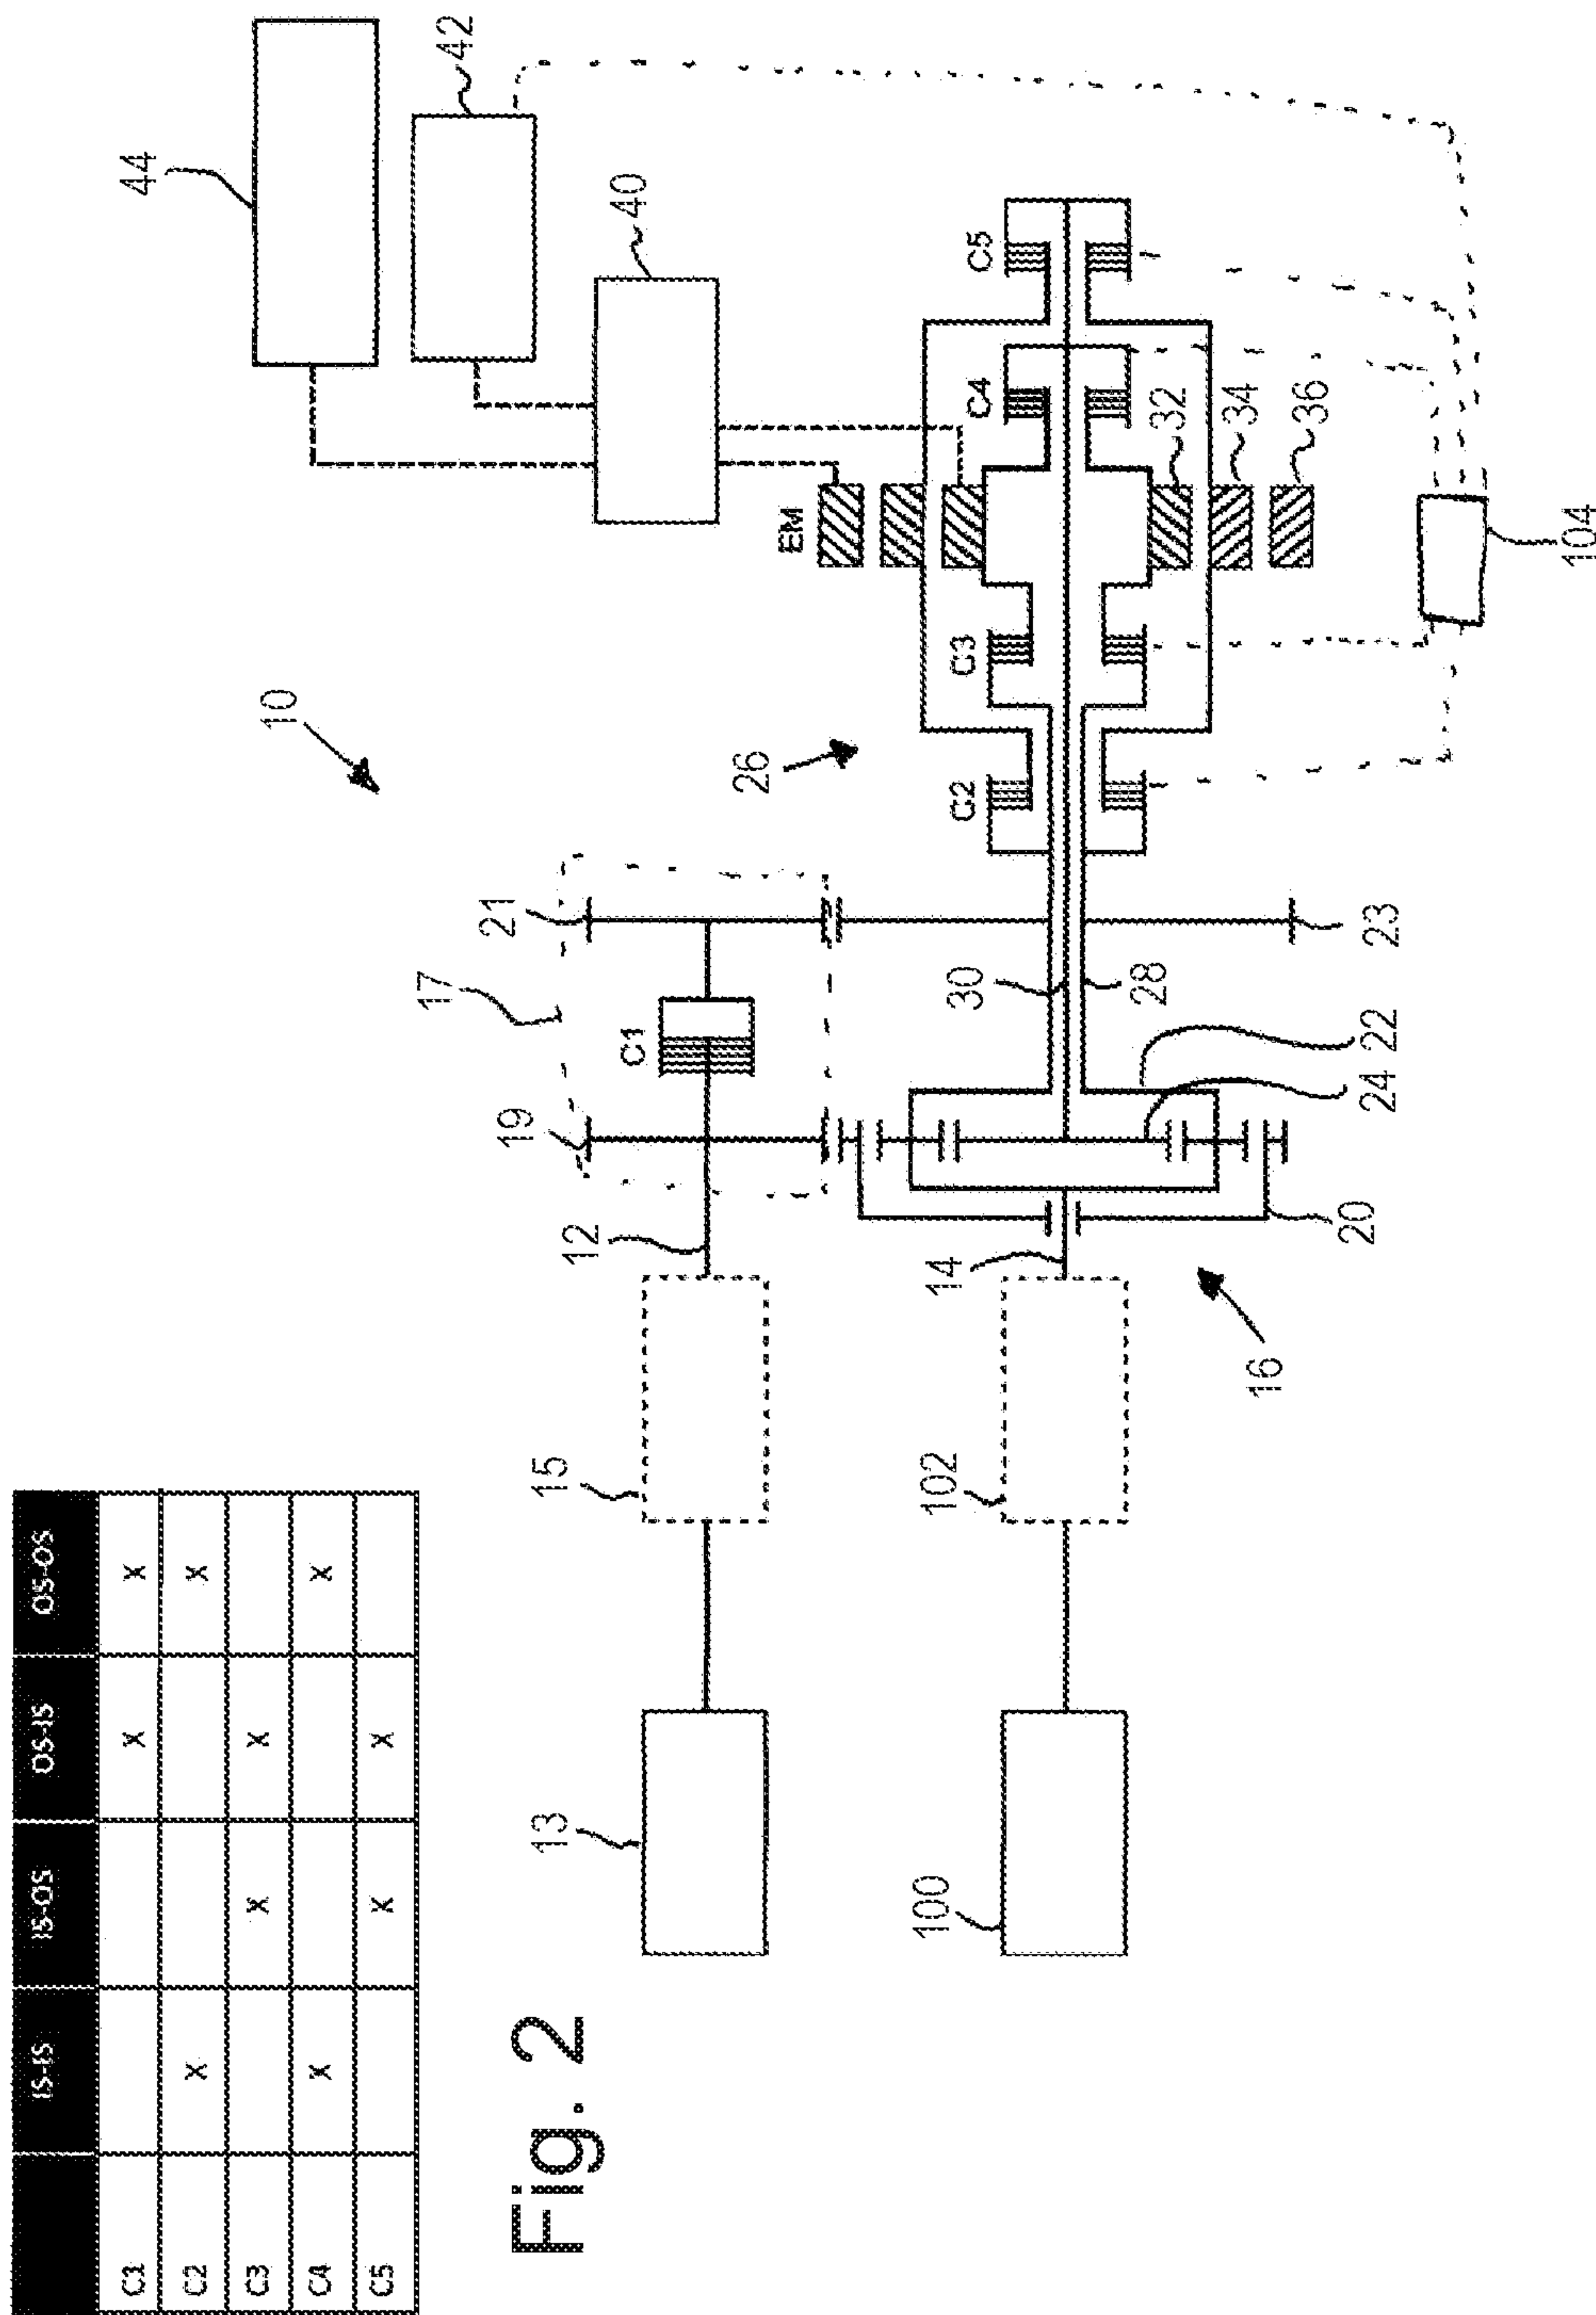 IS-IS IS-OS OS-IS OS-OS
C1 X X
C2 X X
C3 X X
C4 X X
C5 X X
Fig. 2
44
42
40
10
EM
C5
C4
C3
C2
26
32
34
36
104
17
21
C1
19
12
15
13
23
30
28
22
24
20
14
16
102
100